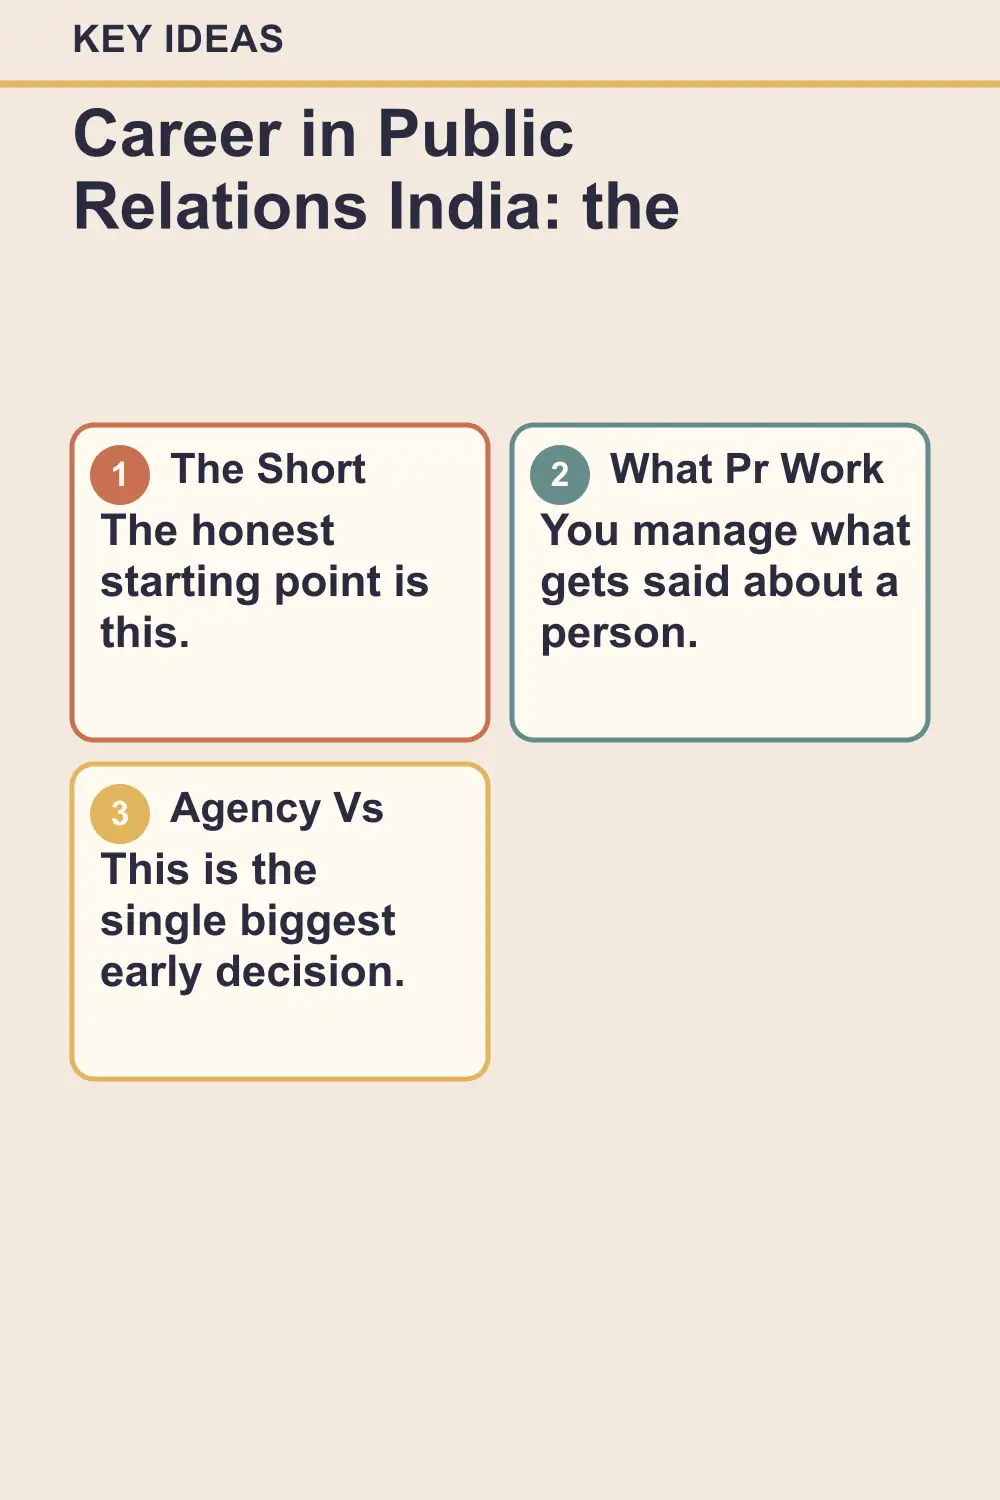 KEY IDEAS
Career in Public
Relations India: the
1 The Short
The honest
starting point is
this.
2 What Pr Work
You manage what
gets said about a
person.
3 Agency Vs
This is the
single biggest
early decision.